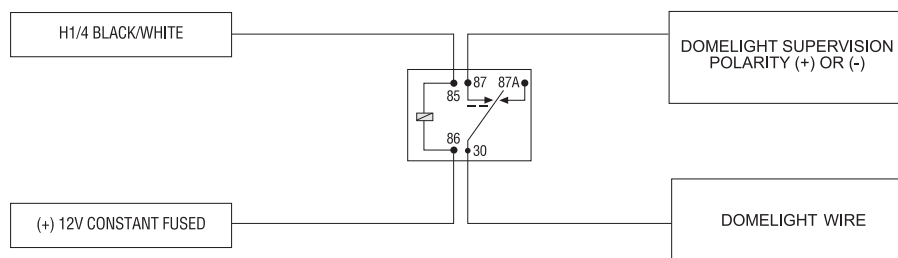 H1/4 BLACK/WHITE
DOMELIGHT SUPERVISION
POLARITY (+) OR (-)
87 87A
85
86
30
(+) 12V CONSTANT FUSED
DOMELIGHT WIRE